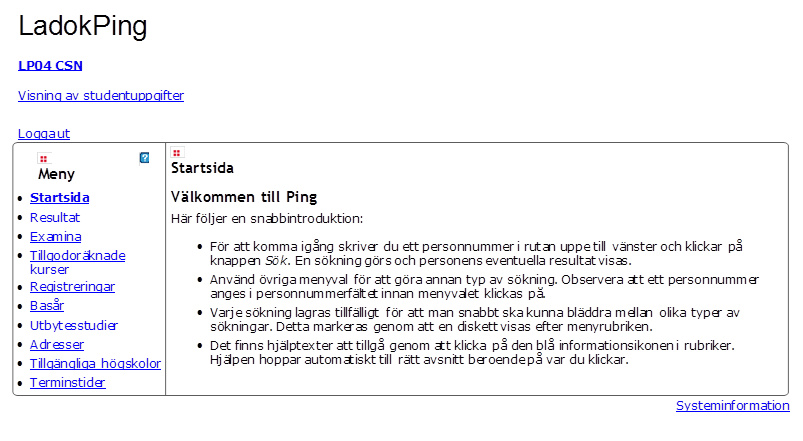 LadokPing
LP04 CSN
Visning av studentuppgifter
Logga ut
Meny
Startsida
Resultat
Examina
Tillgodoräknade
kurser
Registreringar
Basår
Utbytesstudier
Adresser
Tillgängliga högskolor
Terminstider
Startsida
Välkommen till Ping
Här följer en snabbintroduktion:
För att komma igång skriver du ett personnummer i rutan uppe till vänster och klickar på
knappen Sök. En sökning görs och personens eventuella resultat visas.
Använd övriga menyval för att göra annan typ av sökning. Observera att ett personnummer
anges i personnummerfältet innan menyvalet klickas på.
Varje sökning lagras tillfälligt för att man snabbt ska kunna bläddra mellan olika typer av
sökningar. Detta markeras genom att en diskett visas efter menyrubriken.
Det finns hjälptexter att tillgå genom att klicka på den blå informationsikonen i rubriker.
Hjälpen hoppar automatiskt till rätt avsnitt beroende på var du klickar.
Systeminformation